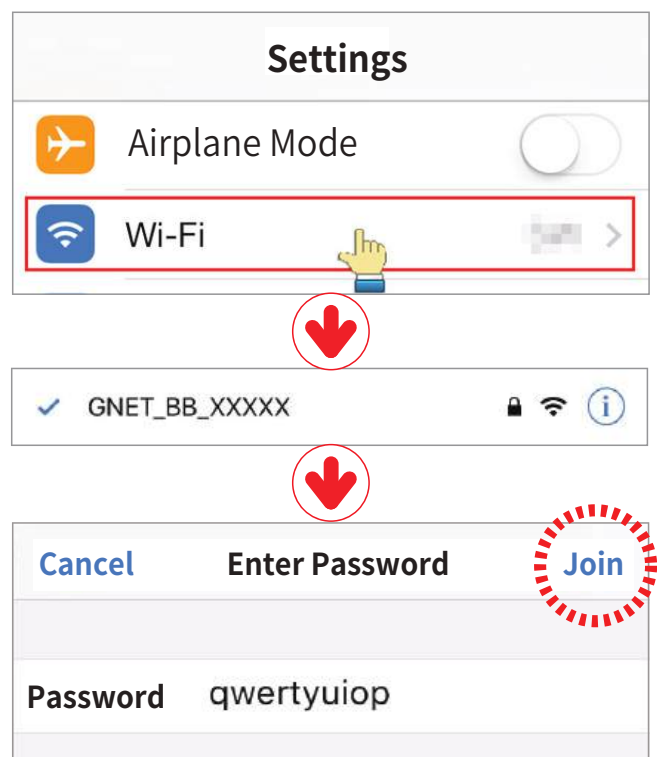 Settings
Airplane Mode
Wi-Fi
GNET_BB_XXXXX
Cancel Enter Password Join
Password qwertyuiop